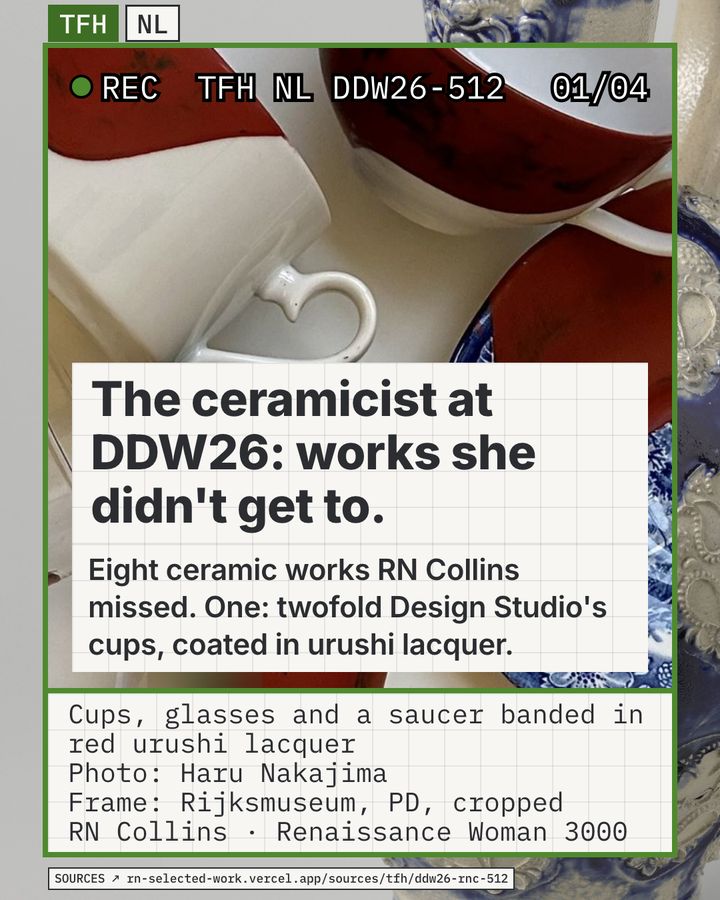 TFH NL
REC TFH NL DDW26-512 01/04
The ceramicist at
DDW26: works she
didn't get to.
Eight ceramic works RN Collins
missed. One: twofold Design Studio's
cups, coated in urushi lacquer.
Cups, glasses and a saucer banded in
red urushi lacquer
Photo: Haru Nakajima
Frame: Rijksmuseum, PD, cropped
RN Collins · Renaissance Woman 3000
SOURCES ↗ rn-selected-work.vercel.app/sources/tfh/ddw26-rnc-512